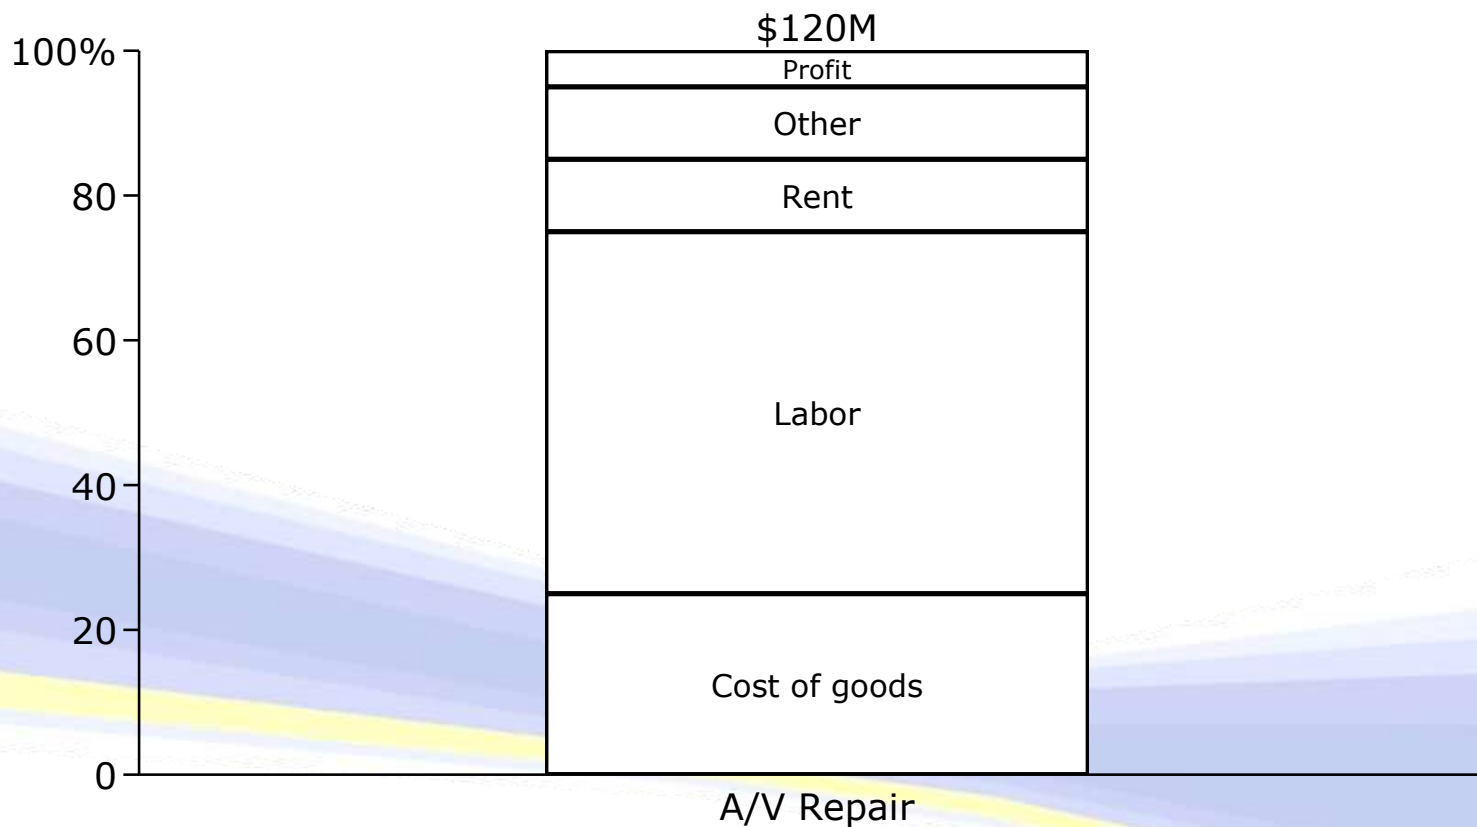 $120M
100%
Profit
Other
80
Rent
60
Labor
40
20
Cost of goods
0
A/V Repair